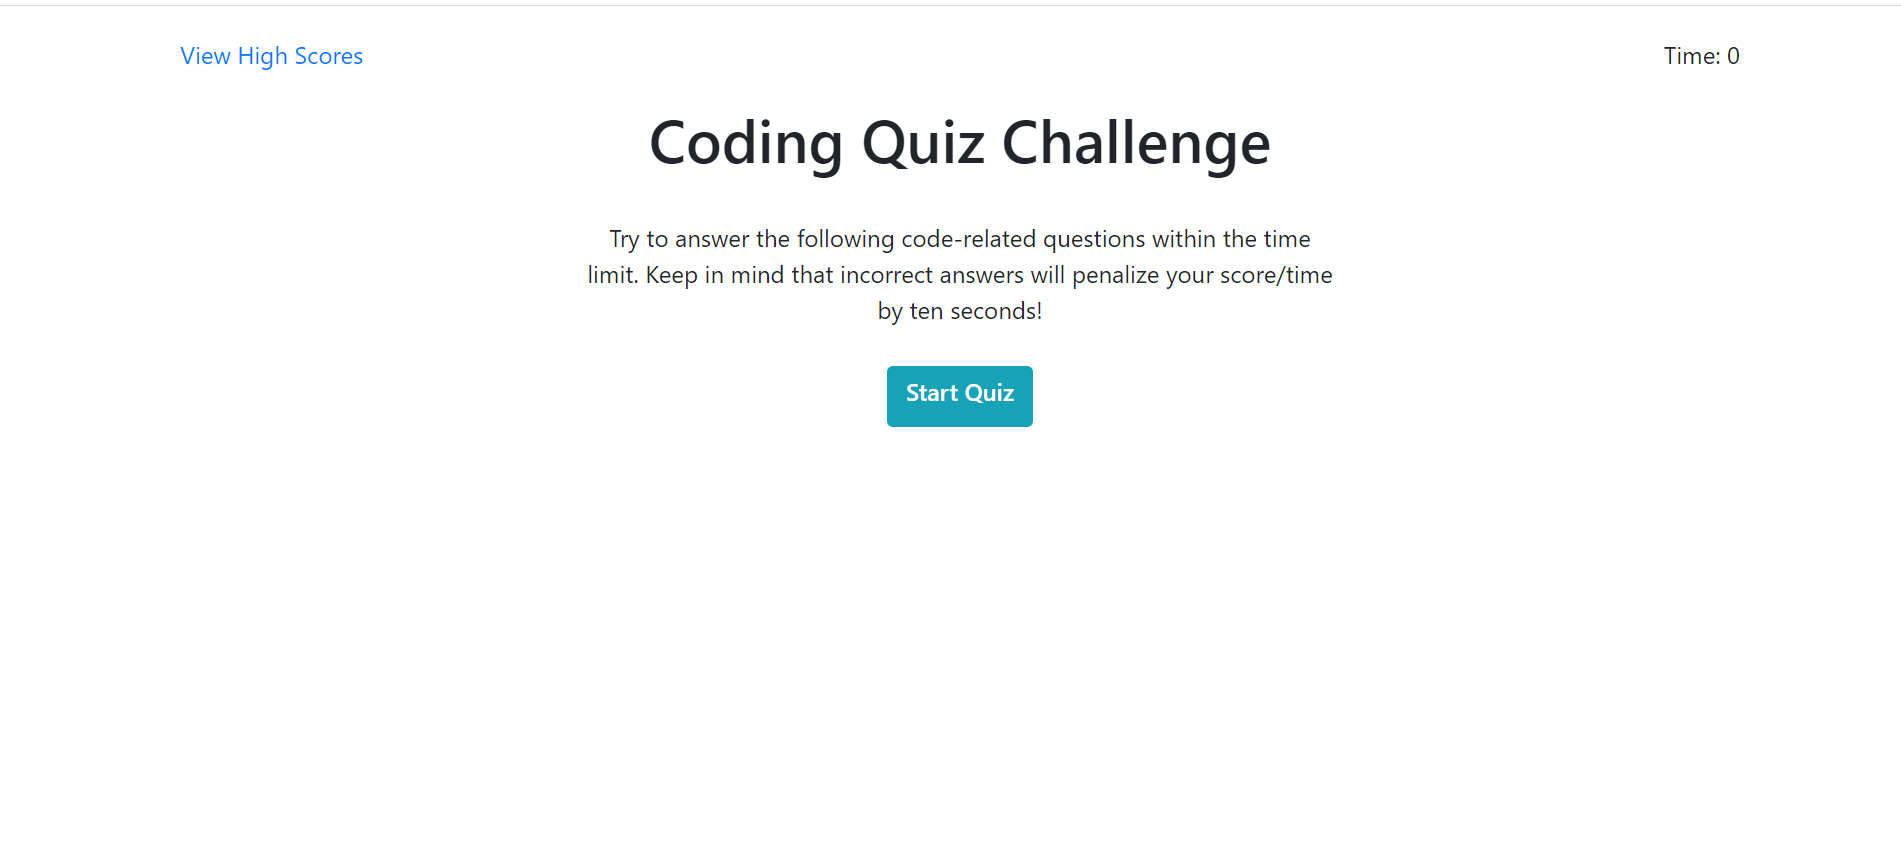 View High Scores
Time: 0
Coding Quiz Challenge
Try to answer the following code-related questions within the time
limit. Keep in mind that incorrect answers will penalize your score/time
by ten seconds!
Start Quiz